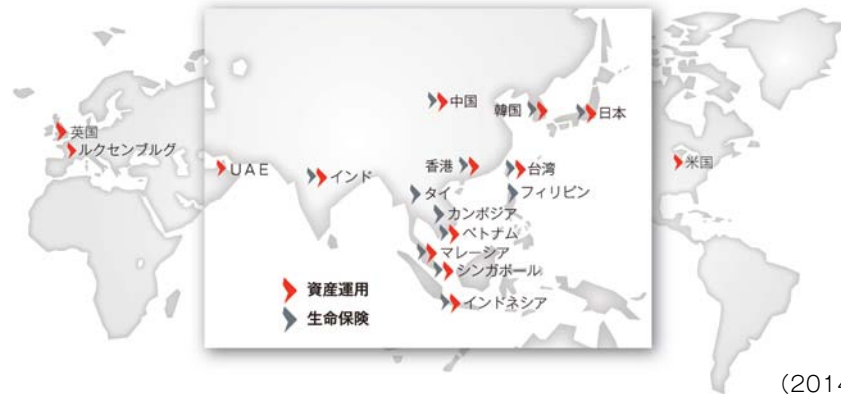 中国
韓国
日本
英国
ルクセンブルグ
UAE
インド
香港
台湾
米国
タイ
フィリピン
カンボジア
ベトナム
マレーシア
シンガポール
インドネシア
資産運用
生命保険
(2014